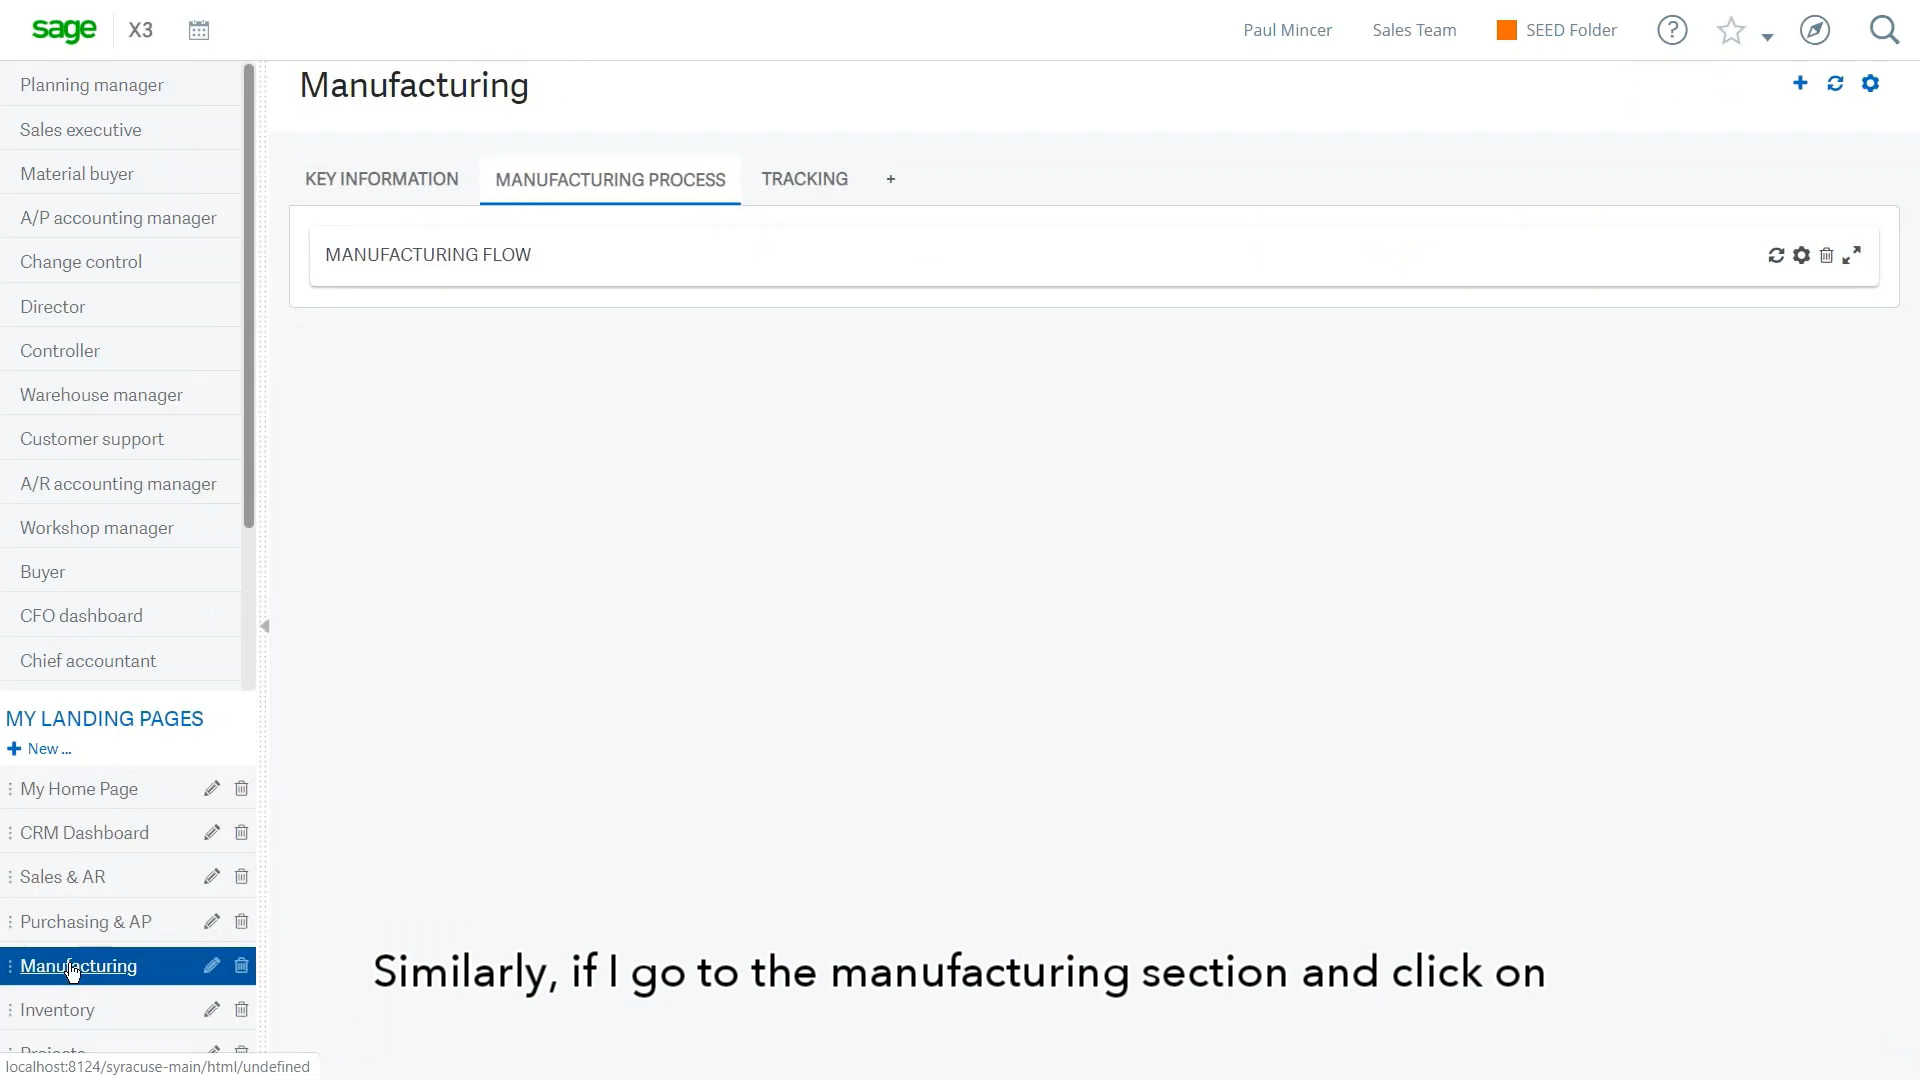 sage X3
Paul Mincer Sales Team SEED Folder
Planning manager
Sales executive
Material buyer
A/P accounting manager
Change control
Director
Controller
Warehouse manager
Customer support
A/R accounting manager
Workshop manager
Buyer
CFO dashboard
Chief accountant
MY LANDING PAGES
+ New ...
My Home Page
CRM Dashboard
Sales & AR
Purchasing & AP
Manufacturing
Inventory
Projects
localhost:8124/syracuse-main/html/undefined
Manufacturing
KEY INFORMATION MANUFACTURING PROCESS TRACKING +
MANUFACTURING FLOW
Similarly, if I go to the manufacturing section and click on